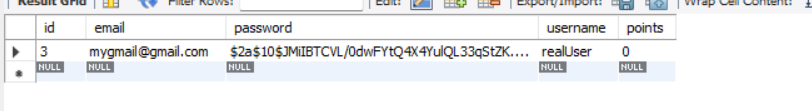 Result Grid Filter Rows: Edit: Export/Import: Wrap Cell Content:
id email password username points
3 mygmail@gmail.com $2a$10$JMiIBTCVL/0dwFYtQ4X4YulQL33qStZK.... realUser 0
NULL NULL NULL NULL NULL